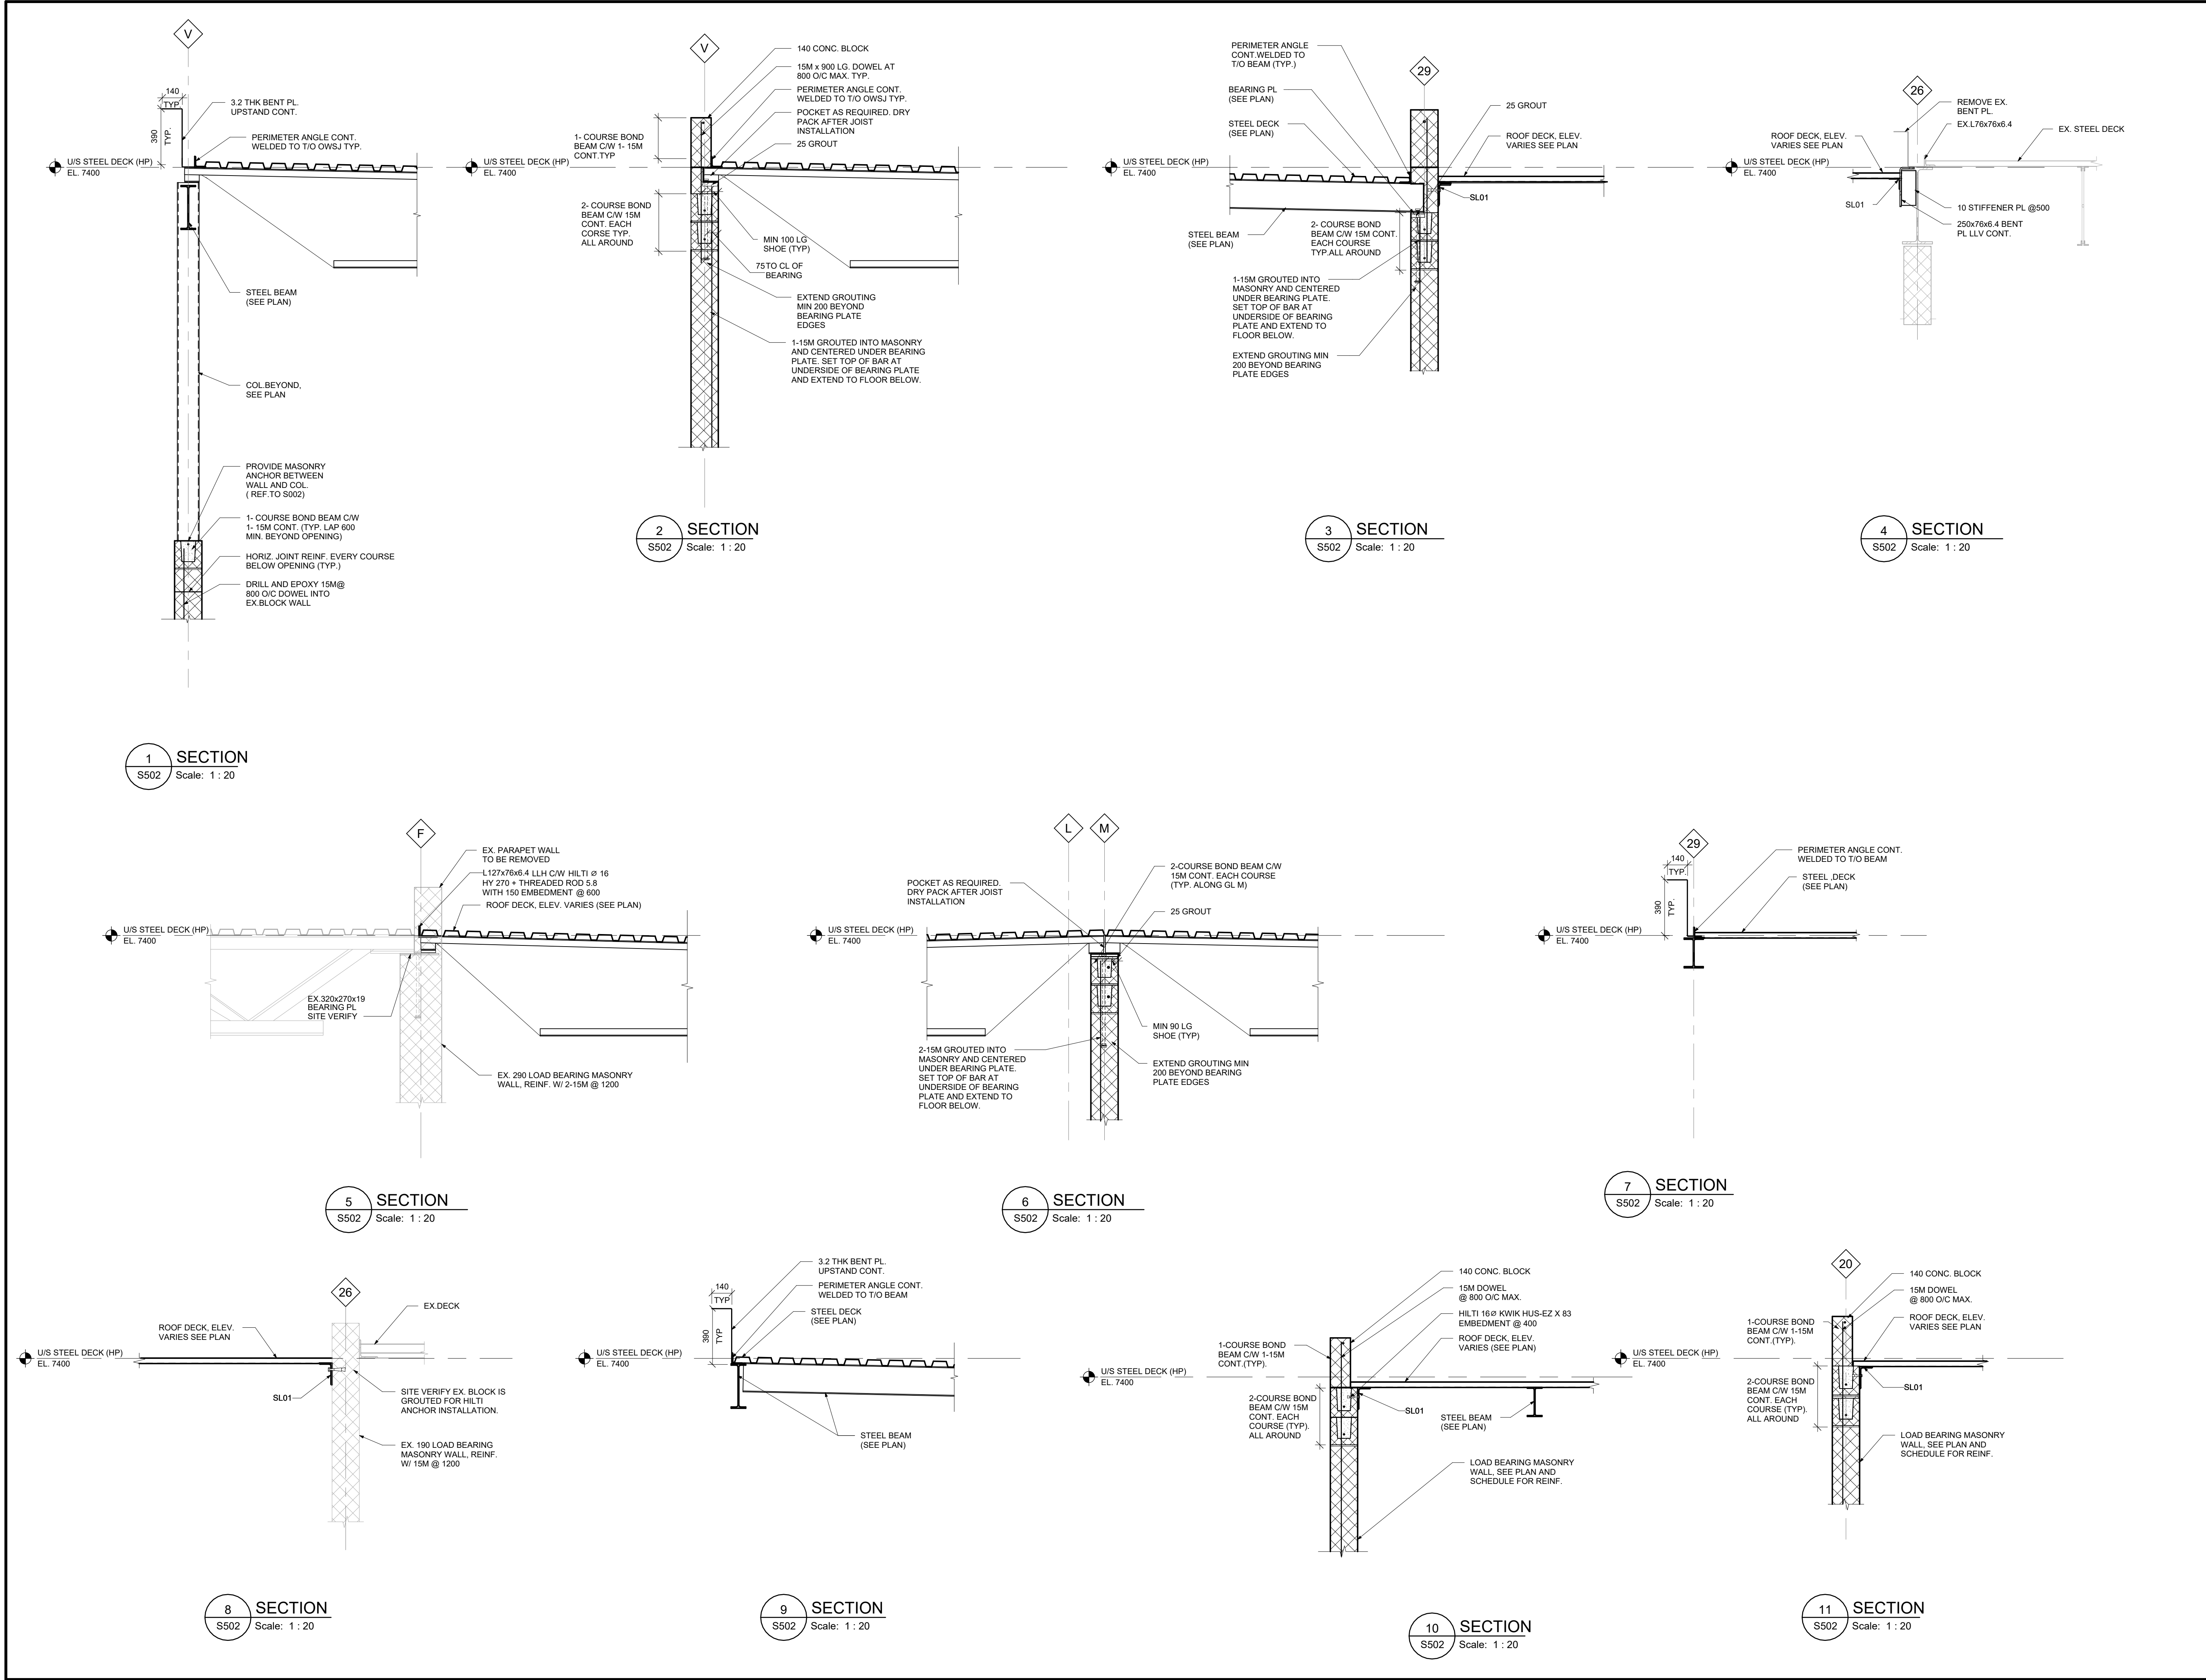 V
140
TYP.
390
TYP.
3.2 THK BENT PL.
UPSTAND CONT.
PERIMETER ANGLE CONT.
WELDED TO T/O OWSJ TYP.
U/S STEEL DECK (HP)
EL. 7400
STEEL BEAM
(SEE PLAN)
COL.BEYOND,
SEE PLAN
PROVIDE MASONRY
ANCHOR BETWEEN
WALL AND COL.
( REF.TO S002)
1- COURSE BOND BEAM C/W
1- 15M CONT. (TYP. LAP 600
MIN. BEYOND OPENING)
HORIZ. JOINT REINF. EVERY COURSE
BELOW OPENING (TYP.)
DRILL AND EPOXY 15M@
800 O/C DOWEL INTO
EX.BLOCK WALL
1
S502
SECTION
Scale: 1 : 20
V
140 CONC. BLOCK
15M x 900 LG. DOWEL AT
800 O/C MAX. TYP.
PERIMETER ANGLE CONT.
WELDED TO T/O OWSJ TYP.
POCKET AS REQUIRED. DRY
PACK AFTER JOIST
INSTALLATION
25 GROUT
1- COURSE BOND
BEAM C/W 1- 15M
CONT.TYP
U/S STEEL DECK (HP)
EL. 7400
2- COURSE BOND
BEAM C/W 15M
CONT. EACH
CORSE TYP.
ALL AROUND
MIN 100 LG
SHOE (TYP)
75 TO CL OF
BEARING
EXTEND GROUTING
MIN 200 BEYOND
BEARING PLATE
EDGES
1-15M GROUTED INTO MASONRY
AND CENTERED UNDER BEARING
PLATE. SET TOP OF BAR AT
UNDERSIDE OF BEARING PLATE
AND EXTEND TO FLOOR BELOW.
2
S502
SECTION
Scale: 1 : 20
PERIMETER ANGLE
CONT.WELDED TO
T/O BEAM (TYP.)
29
BEARING PL
(SEE PLAN)
25 GROUT
STEEL DECK
(SEE PLAN)
ROOF DECK, ELEV.
VARIES SEE PLAN
U/S STEEL DECK (HP)
EL. 7400
SL01
STEEL BEAM
(SEE PLAN)
2- COURSE BOND
BEAM C/W 15M CONT.
EACH COURSE
TYP.ALL AROUND
1-15M GROUTED INTO
MASONRY AND CENTERED
UNDER BEARING PLATE.
SET TOP OF BAR AT
UNDERSIDE OF BEARING
PLATE AND EXTEND TO
FLOOR BELOW.
EXTEND GROUTING MIN
200 BEYOND BEARING
PLATE EDGES
3
S502
SECTION
Scale: 1 : 20
26
REMOVE EX.
BENT PL.
EX.L76x76x6.4
EX. STEEL DECK
ROOF DECK, ELEV.
VARIES SEE PLAN
U/S STEEL DECK (HP)
EL. 7400
SL01
10 STIFFENER PL @500
250x76x6.4 BENT
PL LLV CONT.
4
S502
SECTION
Scale: 1 : 20
F
EX. PARAPET WALL
TO BE REMOVED
L127x76x6.4 LLH C/W HILTI Ø 16
HY 270 + THREADED ROD 5.8
WITH 150 EMBEDMENT @ 600
ROOF DECK, ELEV. VARIES (SEE PLAN)
U/S STEEL DECK (HP)
EL. 7400
EX.320x270x19
BEARING PL
SITE VERIFY
EX. 290 LOAD BEARING MASONRY
WALL, REINF. W/ 2-15M @ 1200
5
S502
SECTION
Scale: 1 : 20
L
M
POCKET AS REQUIRED.
DRY PACK AFTER JOIST
INSTALLATION
2-COURSE BOND BEAM C/W
15M CONT. EACH COURSE
(TYP. ALONG GL M)
25 GROUT
U/S STEEL DECK (HP)
EL. 7400
MIN 90 LG
SHOE (TYP)
2-15M GROUTED INTO
MASONRY AND CENTERED
UNDER BEARING PLATE.
SET TOP OF BAR AT
UNDERSIDE OF BEARING
PLATE AND EXTEND TO
FLOOR BELOW.
EXTEND GROUTING MIN
200 BEYOND BEARING
PLATE EDGES
6
S502
SECTION
Scale: 1 : 20
29
140
TYP.
390
TYP.
PERIMETER ANGLE CONT.
WELDED TO T/O BEAM
STEEL ,DECK
(SEE PLAN)
U/S STEEL DECK (HP)
EL. 7400
7
S502
SECTION
Scale: 1 : 20
26
EX.DECK
ROOF DECK, ELEV.
VARIES SEE PLAN
U/S STEEL DECK (HP)
EL. 7400
SL01
SITE VERIFY EX. BLOCK IS
GROUTED FOR HILTI
ANCHOR INSTALLATION.
EX. 190 LOAD BEARING
MASONRY WALL, REINF.
W/ 15M @ 1200
8
S502
SECTION
Scale: 1 : 20
140
TYP
390
TYP
3.2 THK BENT PL.
UPSTAND CONT.
PERIMETER ANGLE CONT.
WELDED TO T/O BEAM
STEEL DECK
(SEE PLAN)
U/S STEEL DECK (HP)
EL. 7400
STEEL BEAM
(SEE PLAN)
9
S502
SECTION
Scale: 1 : 20
140 CONC. BLOCK
15M DOWEL
@ 800 O/C MAX.
HILTI 16Ø KWIK HUS-EZ X 83
EMBEDMENT @ 400
ROOF DECK, ELEV.
VARIES (SEE PLAN)
1-COURSE BOND
BEAM C/W 1-15M
CONT.(TYP).
U/S STEEL DECK (HP)
EL. 7400
2-COURSE BOND
BEAM C/W 15M
CONT. EACH
COURSE (TYP).
ALL AROUND
SL01
STEEL BEAM
(SEE PLAN)
LOAD BEARING MASONRY
WALL, SEE PLAN AND
SCHEDULE FOR REINF.
10
S502
SECTION
Scale: 1 : 20
20
140 CONC. BLOCK
15M DOWEL
@ 800 O/C MAX.
ROOF DECK, ELEV.
VARIES SEE PLAN
1-COURSE BOND
BEAM C/W 1-15M
CONT.(TYP).
U/S STEEL DECK (HP)
EL. 7400
2-COURSE BOND
BEAM C/W 15M
CONT. EACH
COURSE (TYP).
ALL AROUND
SL01
LOAD BEARING MASONRY
WALL, SEE PLAN AND
SCHEDULE FOR REINF.
11
S502
SECTION
Scale: 1 : 20